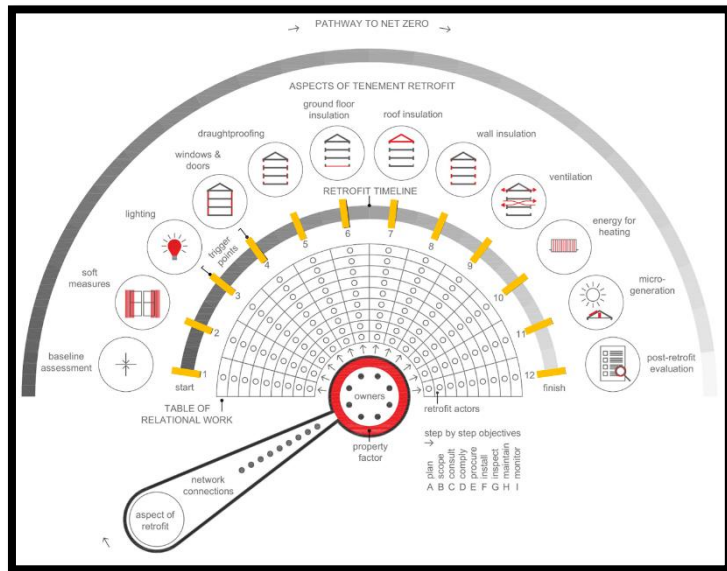 PATHWAY TO NET ZERO
ASPECTS OF TENEMENT RETROFIT
ground floor
insulation
roof insulation
draughtproofing
wall insulation
windows &
doors
ventilation
RETROFIT TIMELINE
lighting
energy for
heating
trigger
points
soft
measures
micro-
generation
baseline
assessment
post-retrofit
evaluation
1
2
3
4
5
6
7
8
9
10
11
12
start
finish
TABLE OF
RELATIONAL WORK
owners
retrofit actors
property
factor
network
connections
aspect of
retrofit
step by step objectives
A plan
B scope
C consult
D comply
E procure
F install
G inspect
H maintain
I monitor